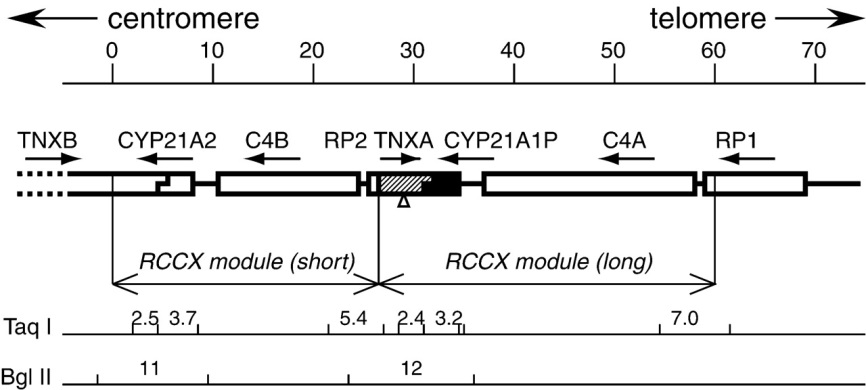 centromere telomere
0 10 20 30 40 50 60 70
TNXB CYP21A2 C4B RP2 TNXA CYP21A1P C4A RP1
RCCX module (short) RCCX module (long)
Taq I 2.5 3.7 5.4 2.4 3.2 7.0
Bgl II 11 12